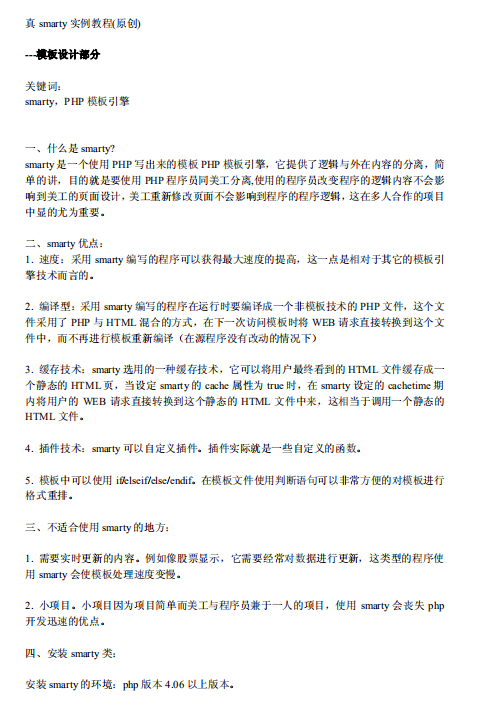 真 smarty 实例教程(原创)
---模板设计部分
关键词:
smarty，PHP 模板引擎
一、什么是 smarty?
smarty 是一个使用 PHP 写出来的模板 PHP 模板引擎，它提供了逻辑与外在内容的分离，简
单的讲，目的就是要使用 PHP 程序员同美工分离,使用的程序员改变程序的逻辑内容不会影
响到美工的页面设计，美工重新修改页面不会影响到程序的程序逻辑，这在多人合作的项目
中显的尤为重要。
二、smarty 优点：
1. 速度：采用 smarty 编写的程序可以获得最大速度的提高，这一点是相对于其它的模板引
擎技术而言的。
2. 编译型：采用 smarty 编写的程序在运行时要编译成一个非模板技术的 PHP 文件，这个文
件采用了 PHP 与 HTML 混合的方式，在下一次访问模板时将 WEB 请求直接转换到这个文
件中，而不再进行模板重新编译（在源程序没有改动的情况下）
3. 缓存技术：smarty 选用的一种缓存技术，它可以将用户最终看到的 HTML 文件缓存成一
个静态的 HTML 页，当设定 smarty 的 cache 属性为 true 时，在 smarty 设定的 cachetime 期
内将用户的 WEB 请求直接转换到这个静态的 HTML 文件中来，这相当于调用一个静态的
HTML 文件。
4. 插件技术：smarty 可以自定义插件。插件实际就是一些自定义的函数。
5. 模板中可以使用 if/elseif/else/endif。在模板文件使用判断语句可以非常方便的对模板进行
格式重排。
三、不适合使用 smarty 的地方：
1. 需要实时更新的内容。例如像股票显示，它需要经常对数据进行更新，这类型的程序使
用 smarty 会使模板处理速度变慢。
2. 小项目。小项目因为项目简单而美工与程序员兼于一人的项目，使用 smarty 会丧失 php
开发迅速的优点。
四、安装 smarty 类：
安装 smarty 的环境：php 版本 4.06 以上版本。